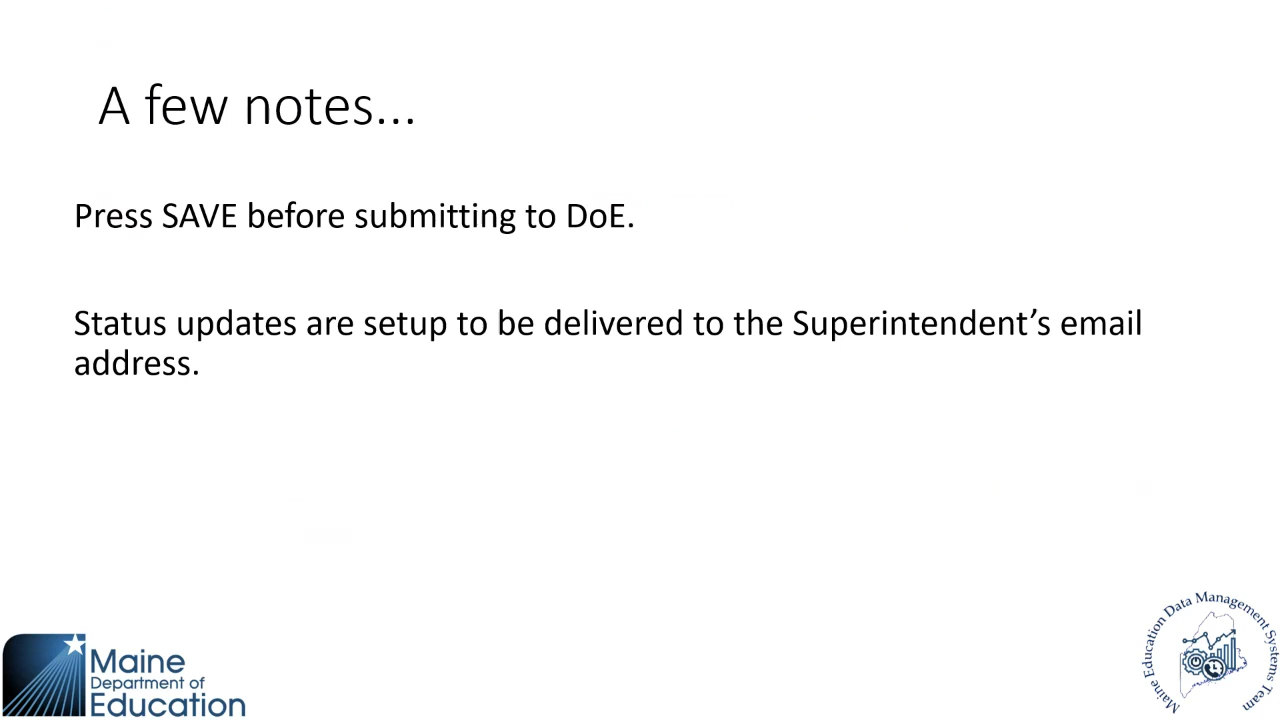 A few notes...
Press SAVE before submitting to DoE.
Status updates are setup to be delivered to the Superintendent’s email
address.
Maine
Department of
Education
Maine Education Data Management Systems Team